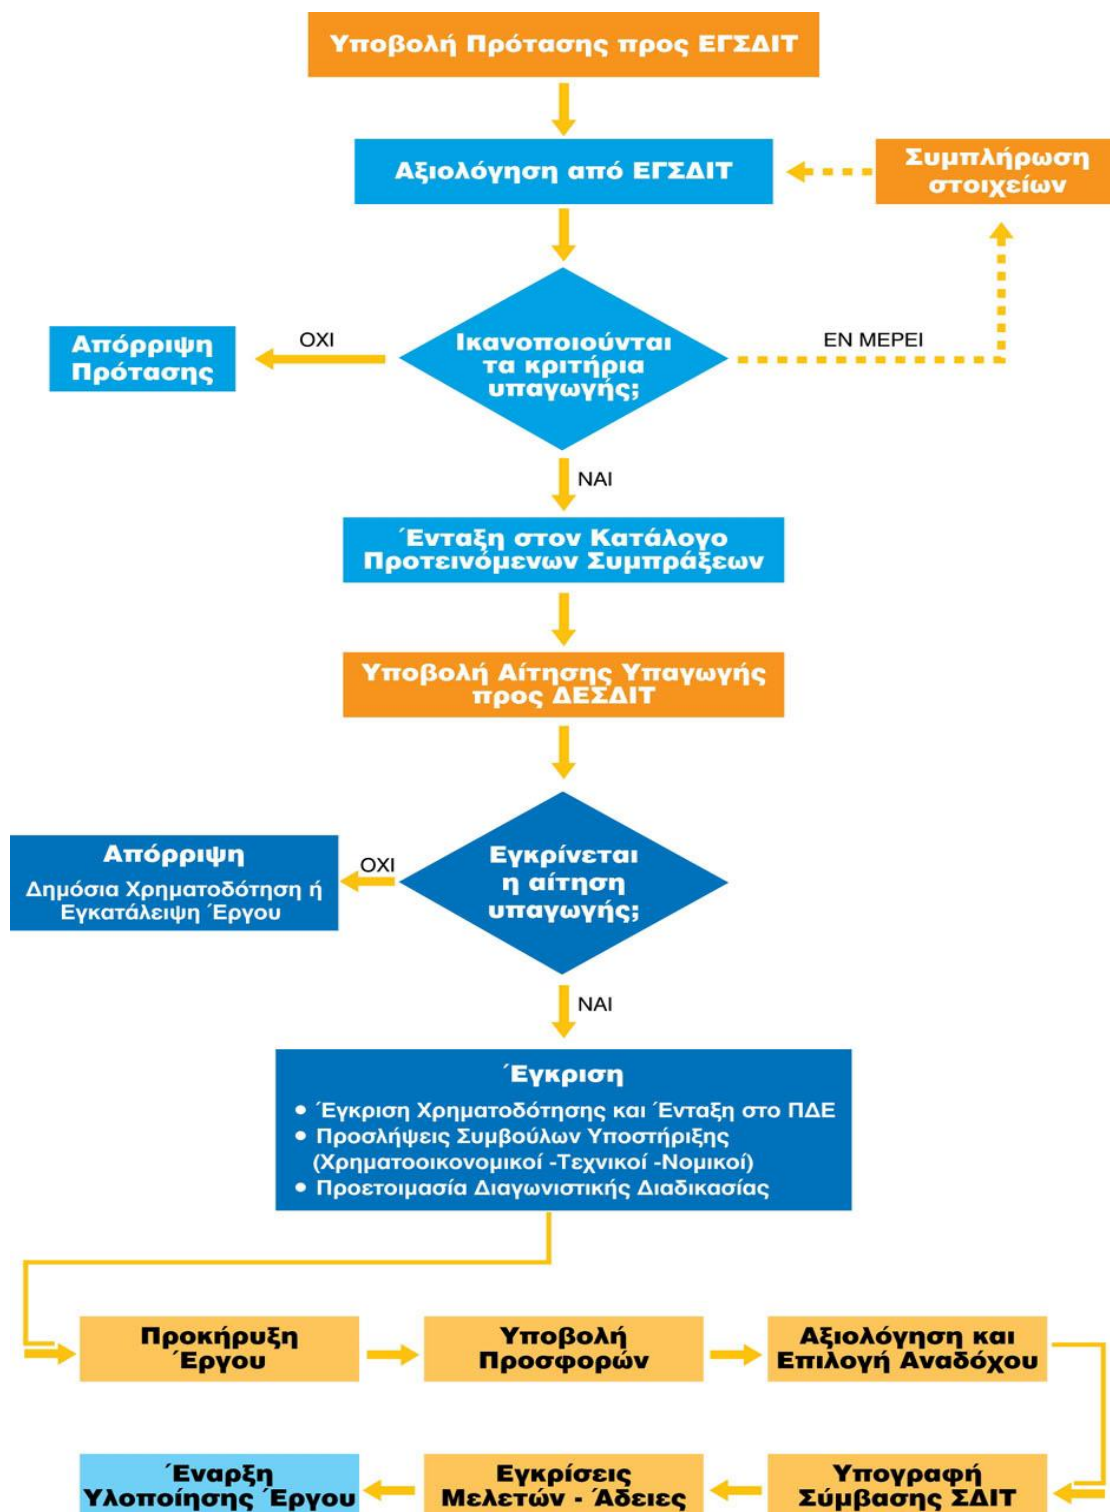 Υποβολή Πρότασης προς ΕΓΣΔΙΤ
Αξιολόγηση από ΕΓΣΔΙΤ
Συμπλήρωση
στοιχείων
Ικανοποιούνται
τα κριτήρια
υπαγωγής;
ΟΧΙ
Απόρριψη
Πρότασης
ΕΝ ΜΕΡΕΙ
ΝΑΙ
Ένταξη στον Κατάλογο
Προτεινόμενων Συμπράξεων
Υποβολή Αίτησης Υπαγωγής
προς ΔΕΣΔΙΤ
Εγκρίνεται
η αίτηση
υπαγωγής;
ΟΧΙ
Απόρριψη
Δημόσια Χρηματοδότηση ή
Εγκατάλειψη Έργου
ΝΑΙ
Έγκριση
• Έγκριση Χρηματοδότησης και Ένταξη στο ΠΔΕ
• Προσλήψεις Συμβούλων Υποστήριξης
(Χρηματοοικονομικοί -Τεχνικοί -Νομικοί)
• Προετοιμασία Διαγωνιστικής Διαδικασίας
Προκήρυξη
Έργου
Υποβολή
Προσφορών
Αξιολόγηση και
Επιλογή Αναδόχου
Υπογραφή
Σύμβασης ΣΔΙΤ
Εγκρίσεις
Μελετών - Άδειες
Έναρξη
Υλοποίησης Έργου